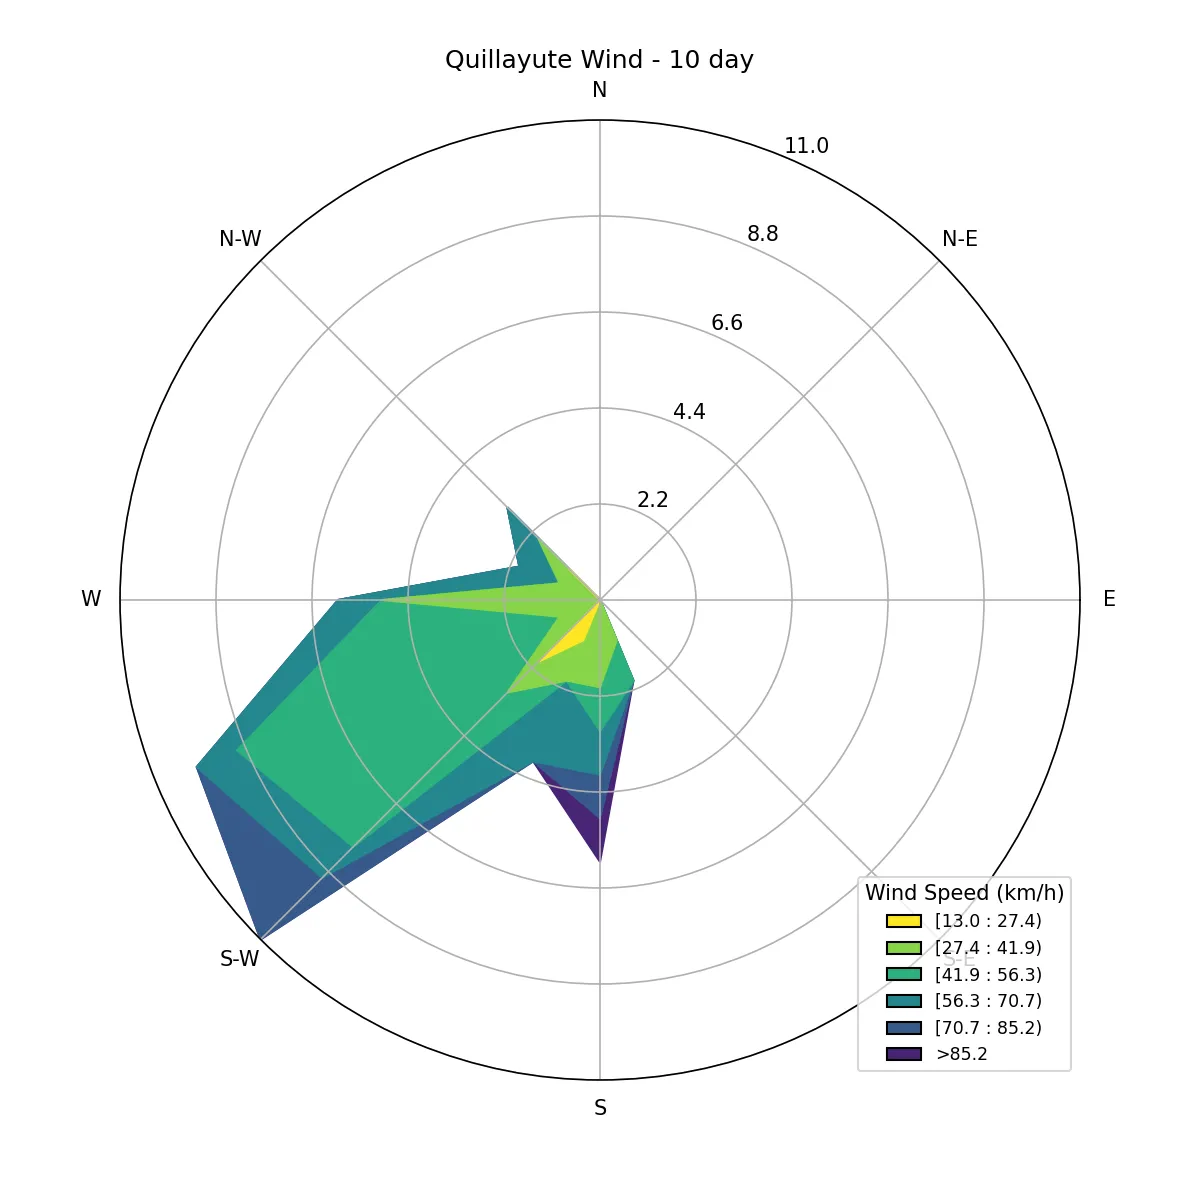 Quillayute Wind - 10 day
N
11.0
N-W
8.8
N-E
6.6
4.4
2.2
W
E
Wind Speed (km/h)
[13.0 : 27.4)
[27.4 : 41.9)
S-W
S-E
[41.9 : 56.3)
[56.3 : 70.7)
[70.7 : 85.2)
>85.2
S